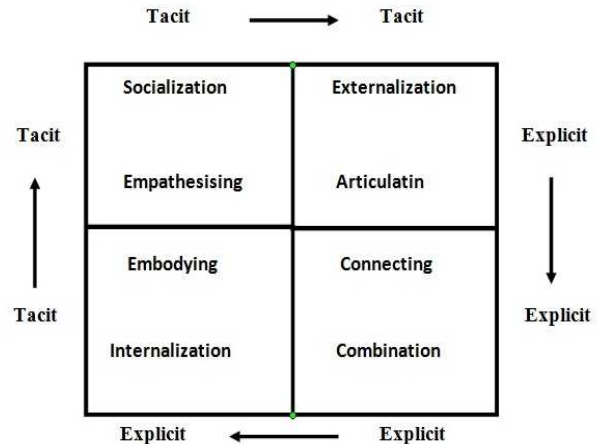 Tacit Tacit
Socialization Externalization
Tacit Explicit
Empathesising Articulatin
Embodying Connecting
Tacit Explicit
Internalization Combination
Explicit Explicit